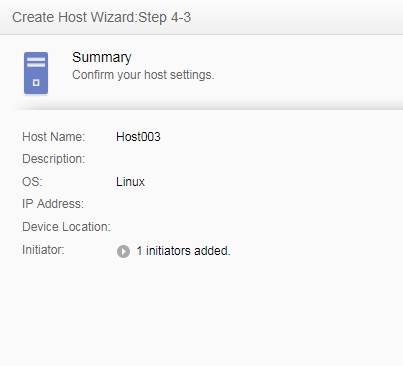 Create Host Wizard:Step 4-3
Summary
Confirm your host settings.
Host Name: Host003
Description:
OS: Linux
IP Address:
Device Location:
Initiator: 1 initiators added.